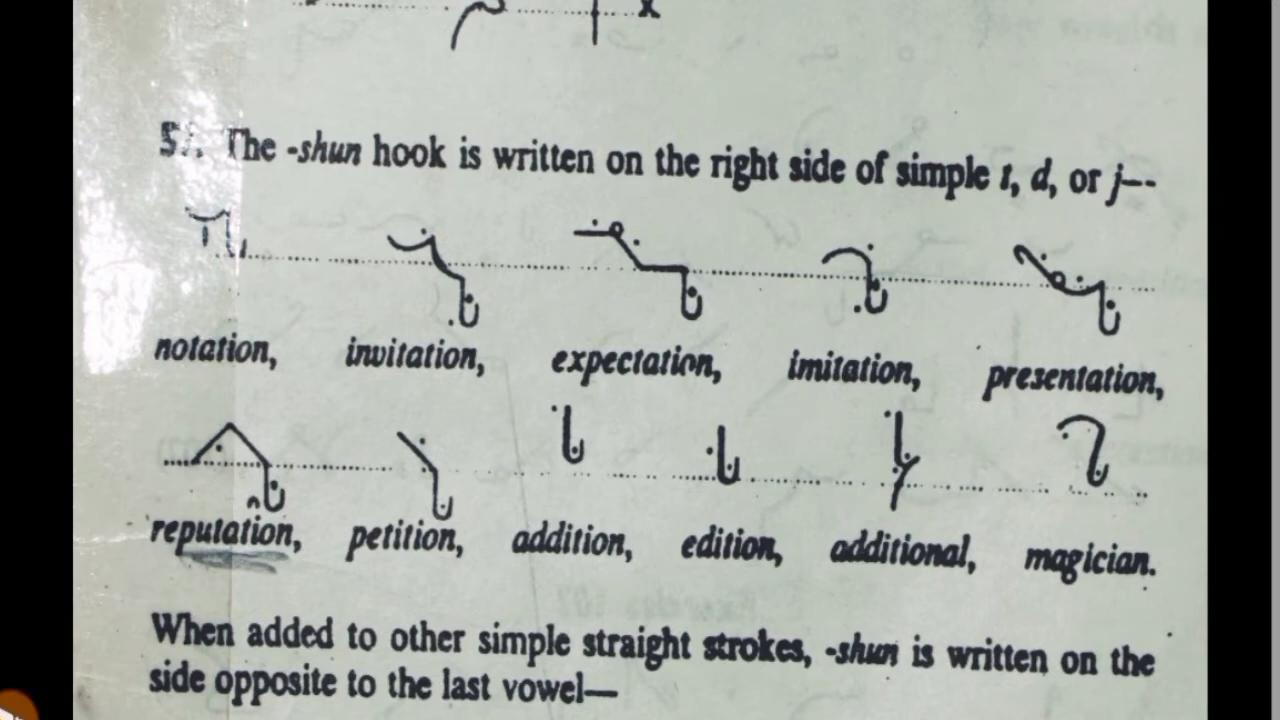 The -shun hook is written on the right side of simple t, d, or j—-
notation, invitation, expectation, imitation, presentation,
reputation, petition, addition, edition, additional, magician.
When added to other simple straight strokes, -shun is written on the
side opposite to the last vowel—